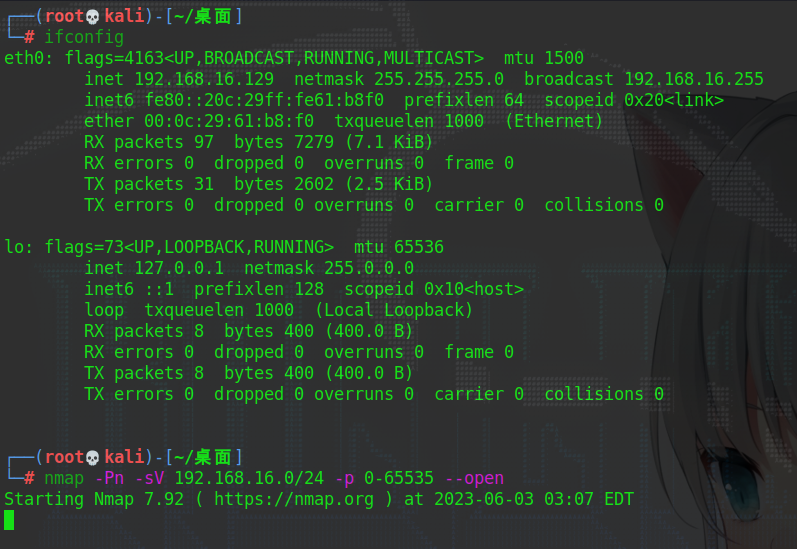 ┌──(root💀kali)-[~/桌面]
└─# ifconfig
eth0: flags=4163<UP,BROADCAST,RUNNING,MULTICAST>  mtu 1500
        inet 192.168.16.129  netmask 255.255.255.0  broadcast 192.168.16.255
        inet6 fe80::20c:29ff:fe61:b8f0  prefixlen 64  scopeid 0x20<link>
        ether 00:0c:29:61:b8:f0  txqueuelen 1000  (Ethernet)
        RX packets 97  bytes 7279 (7.1 KiB)
        RX errors 0  dropped 0  overruns 0  frame 0
        TX packets 31  bytes 2602 (2.5 KiB)
        TX errors 0  dropped 0 overruns 0  carrier 0  collisions 0

lo: flags=73<UP,LOOPBACK,RUNNING>  mtu 65536
        inet 127.0.0.1  netmask 255.0.0.0
        inet6 ::1  prefixlen 128  scopeid 0x10<host>
        loop  txqueuelen 1000  (Local Loopback)
        RX packets 8  bytes 400 (400.0 B)
        RX errors 0  dropped 0  overruns 0  frame 0
        TX packets 8  bytes 400 (400.0 B)
        TX errors 0  dropped 0 overruns 0  carrier 0  collisions 0

┌──(root💀kali)-[~/桌面]
└─# nmap -Pn -sV 192.168.16.0/24 -p 0-65535 --open
Starting Nmap 7.92 ( https://nmap.org ) at 2023-06-03 03:07 EDT